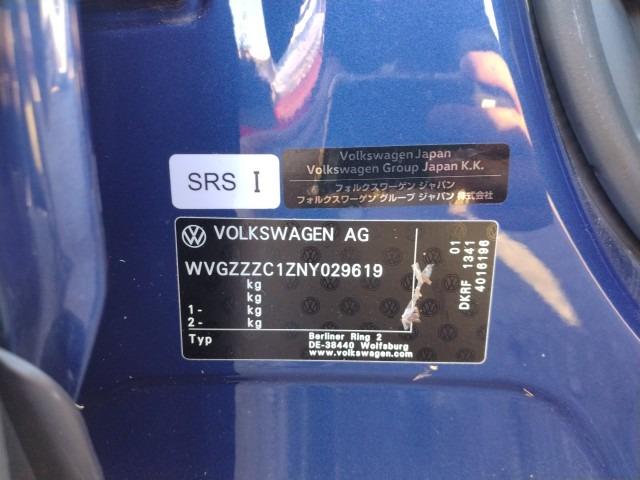 Volkswagen Japan
Volkswagen Group Japan K.K.
フォルクスワーゲン ジャパン
フォルクスワーゲン グループ ジャパン 株式会社
SRS I
VOLKSWAGEN AG
WVGZZZC1ZNY029619
kg
kg
1- kg
2- kg
Typ
Berliner Ring 2
DE-38440 Wolfsburg
www.volkswagen.com
01
DKRF 1341
4016196